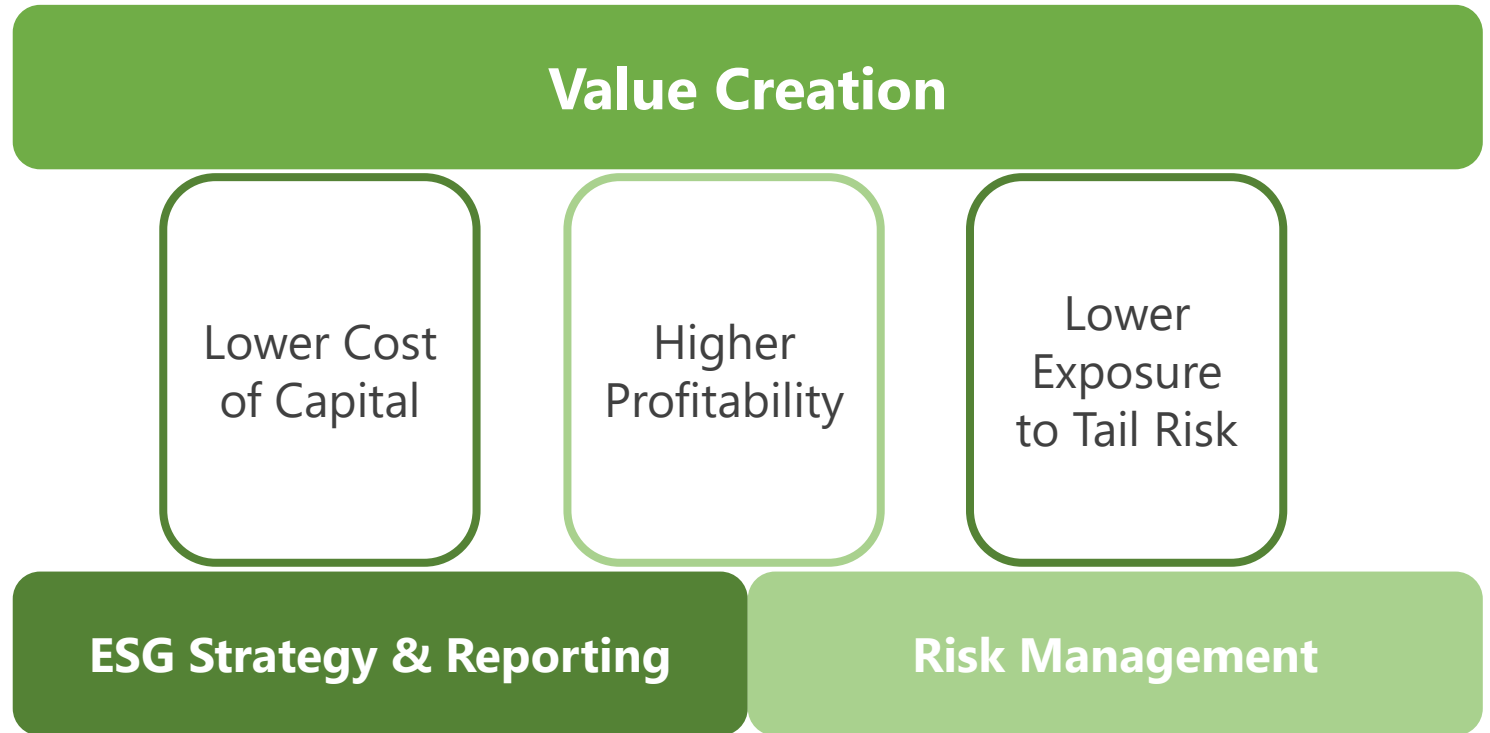 Value Creation
Lower Cost
of Capital
Higher
Profitability
Lower
Exposure
to Tail Risk
ESG Strategy & Reporting
Risk Management